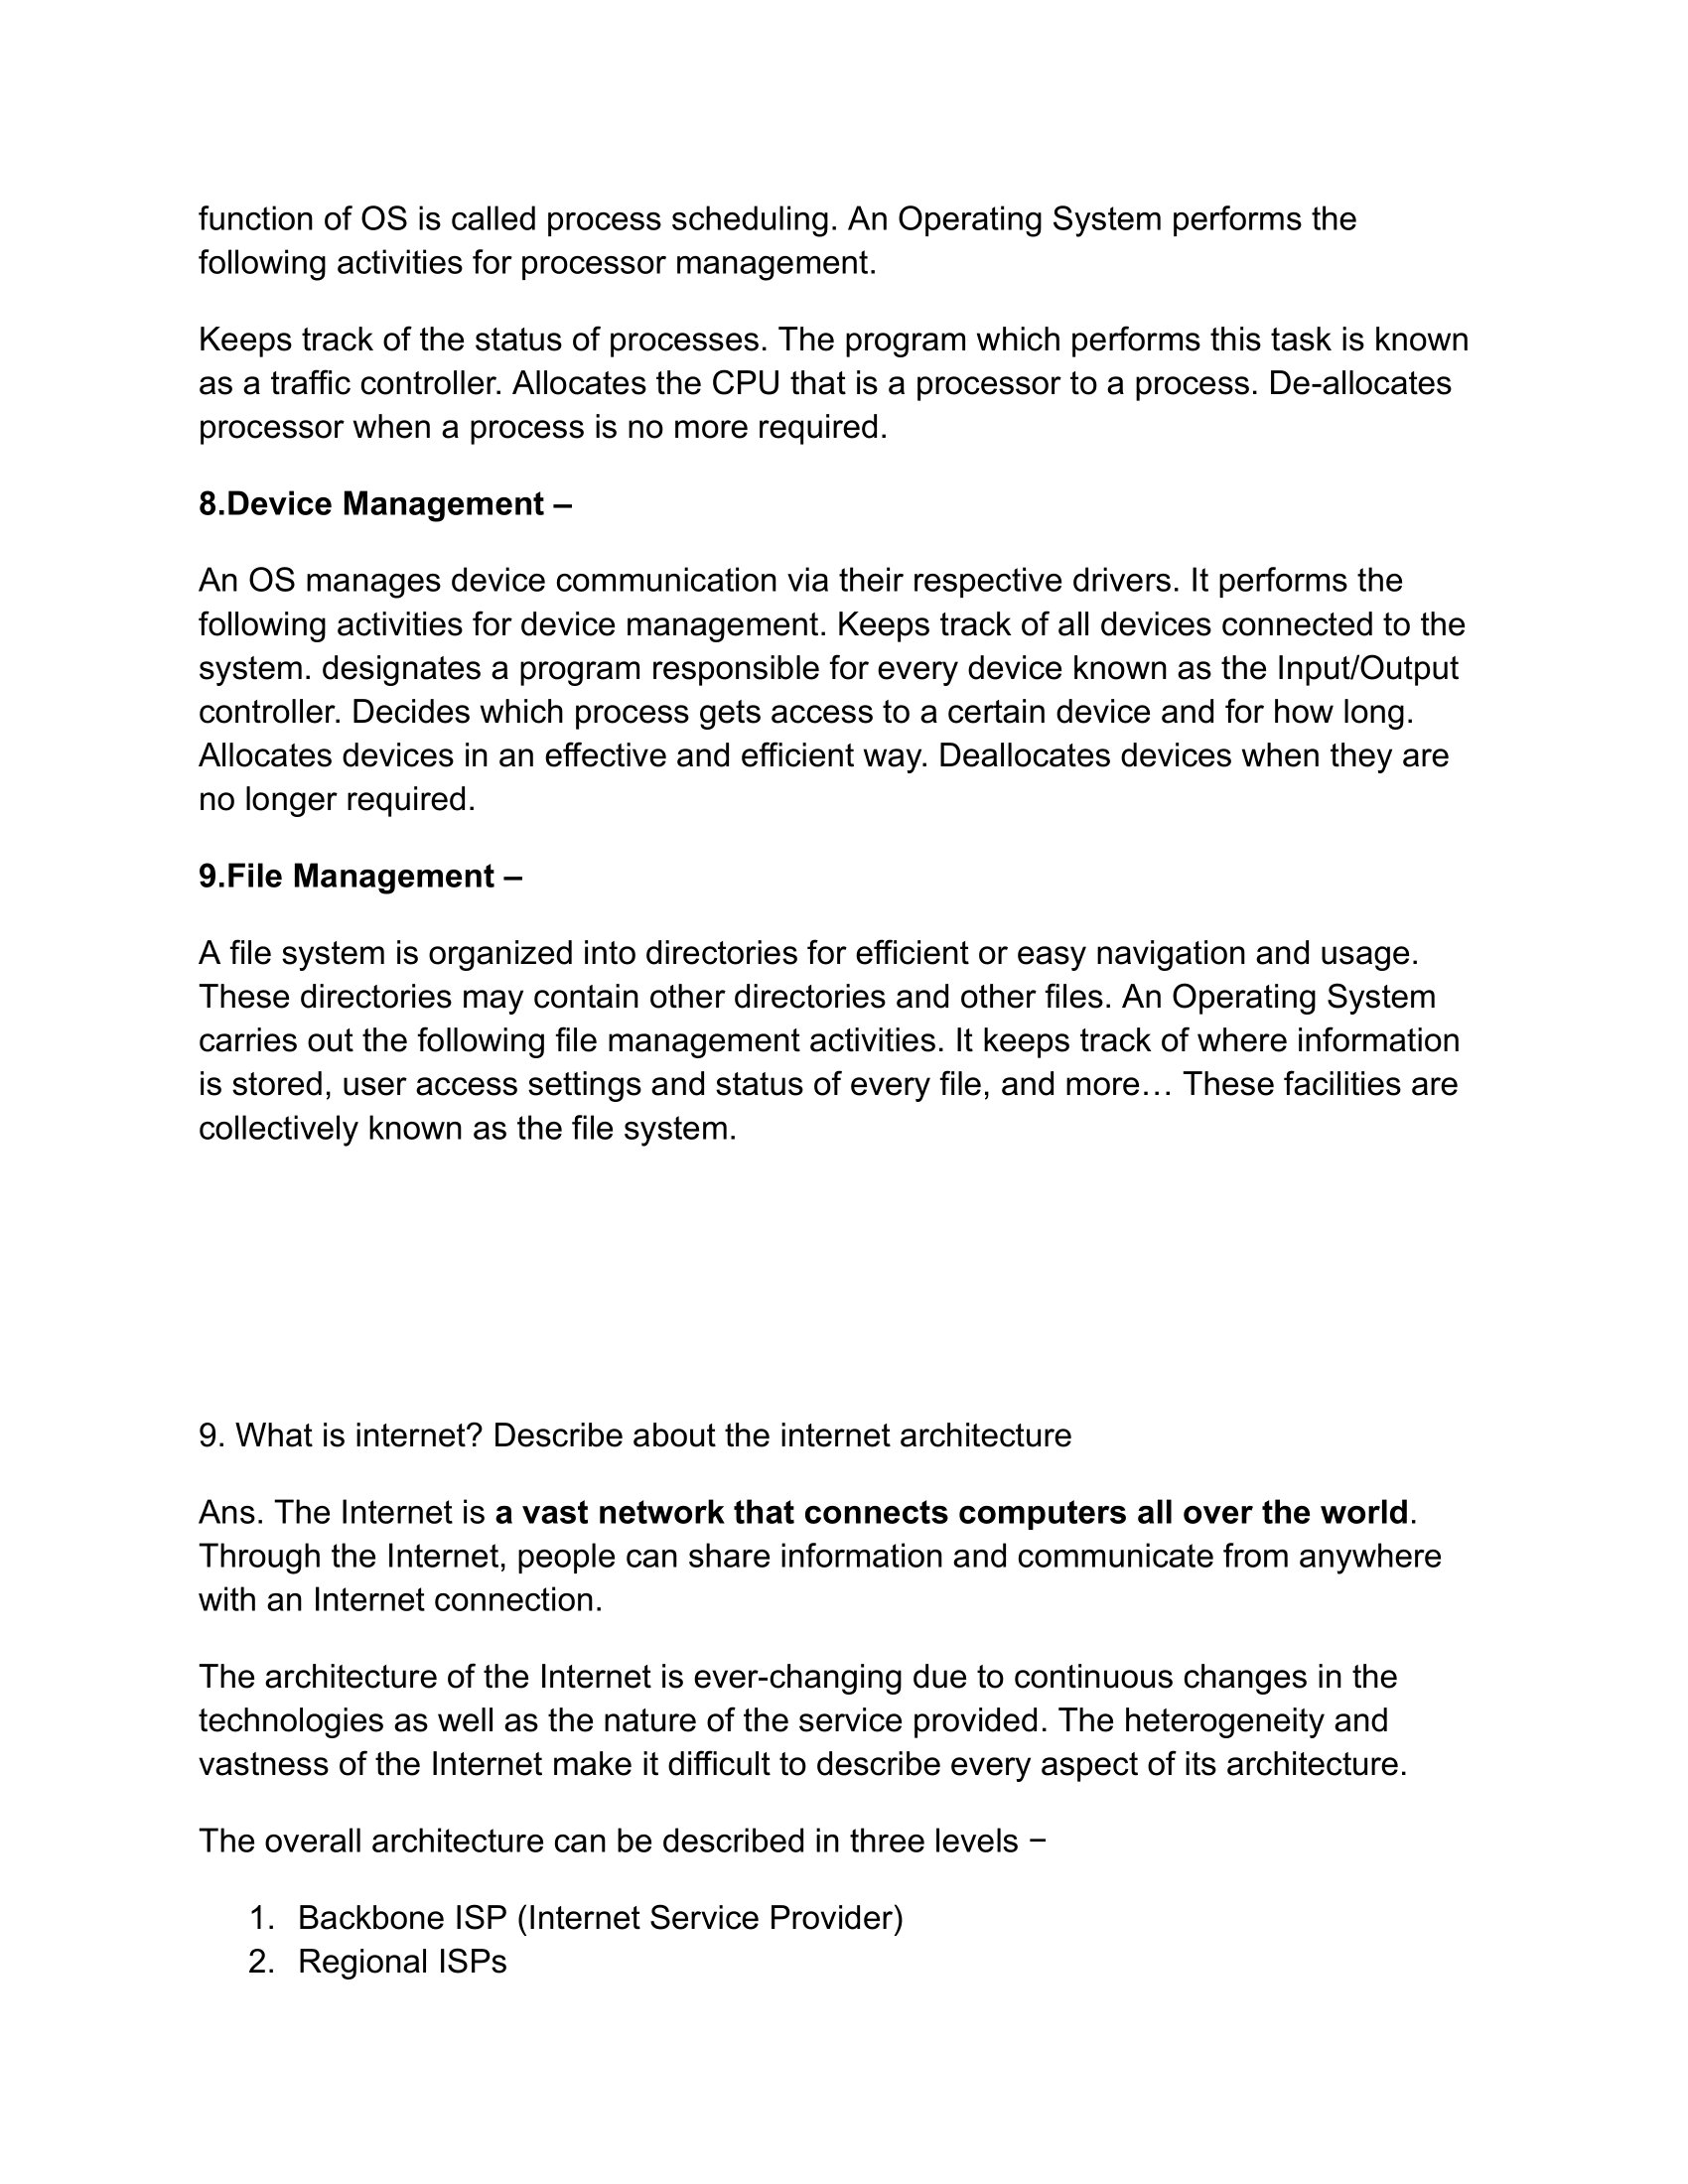 function of OS is called process scheduling. An Operating System performs the
following activities for processor management.
Keeps track of the status of processes. The program which performs this task is known
as a traffic controller. Allocates the CPU that is a processor to a process. De-allocates
processor when a process is no more required.
8.Device Management –
An OS manages device communication via their respective drivers. It performs the
following activities for device management. Keeps track of all devices connected to the
system. designates a program responsible for every device known as the Input/Output
controller. Decides which process gets access to a certain device and for how long.
Allocates devices in an effective and efficient way. Deallocates devices when they are
no longer required.
9.File Management –
A file system is organized into directories for efficient or easy navigation and usage.
These directories may contain other directories and other files. An Operating System
carries out the following file management activities. It keeps track of where information
is stored, user access settings and status of every file, and more… These facilities are
collectively known as the file system.
9. What is internet? Describe about the internet architecture
Ans. The Internet is a vast network that connects computers all over the world.
Through the Internet, people can share information and communicate from anywhere
with an Internet connection.
The architecture of the Internet is ever-changing due to continuous changes in the
technologies as well as the nature of the service provided. The heterogeneity and
vastness of the Internet make it difficult to describe every aspect of its architecture.
The overall architecture can be described in three levels −
1. Backbone ISP (Internet Service Provider)
2. Regional ISPs